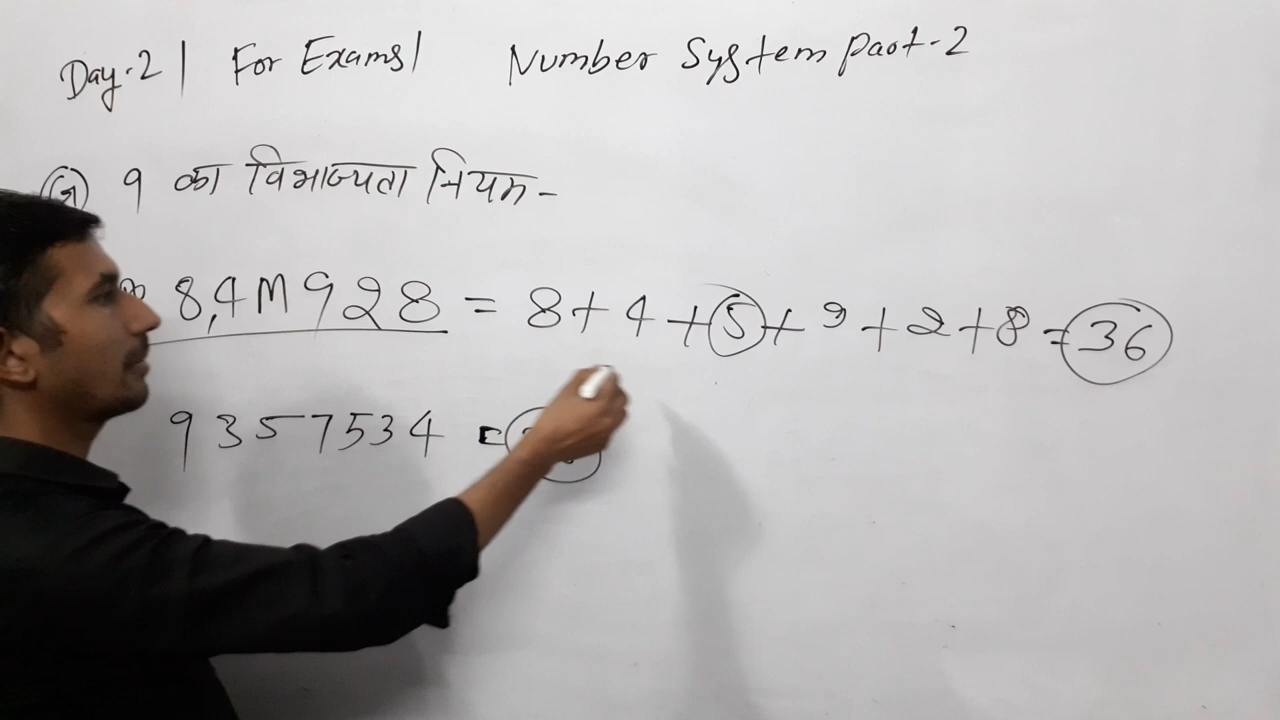 Day-2 | For Exams | Number System Part-2
9 का विभाज्यता नियम-
8,4M928 = 8+4+5+9+2+8=36
9357534 =